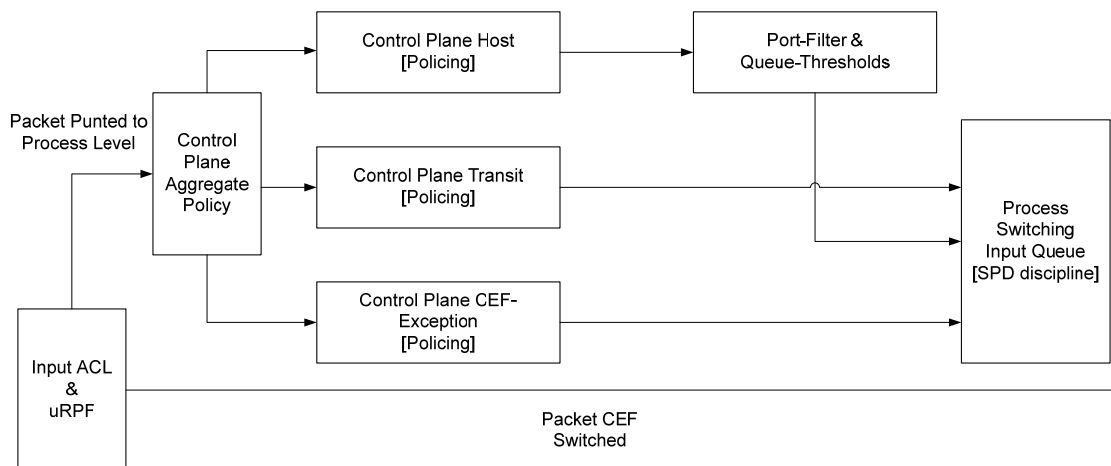 Control Plane Host
[Policing]
Port-Filter &
Queue-Thresholds
Packet Punted to
Process Level
Control
Plane
Aggregate
Policy
Control Plane Transit
[Policing]
Process
Switching
Input Queue
[SPD discipline]
Control Plane CEF-
Exception
[Policing]
Input ACL
&
uRPF
Packet CEF
Switched